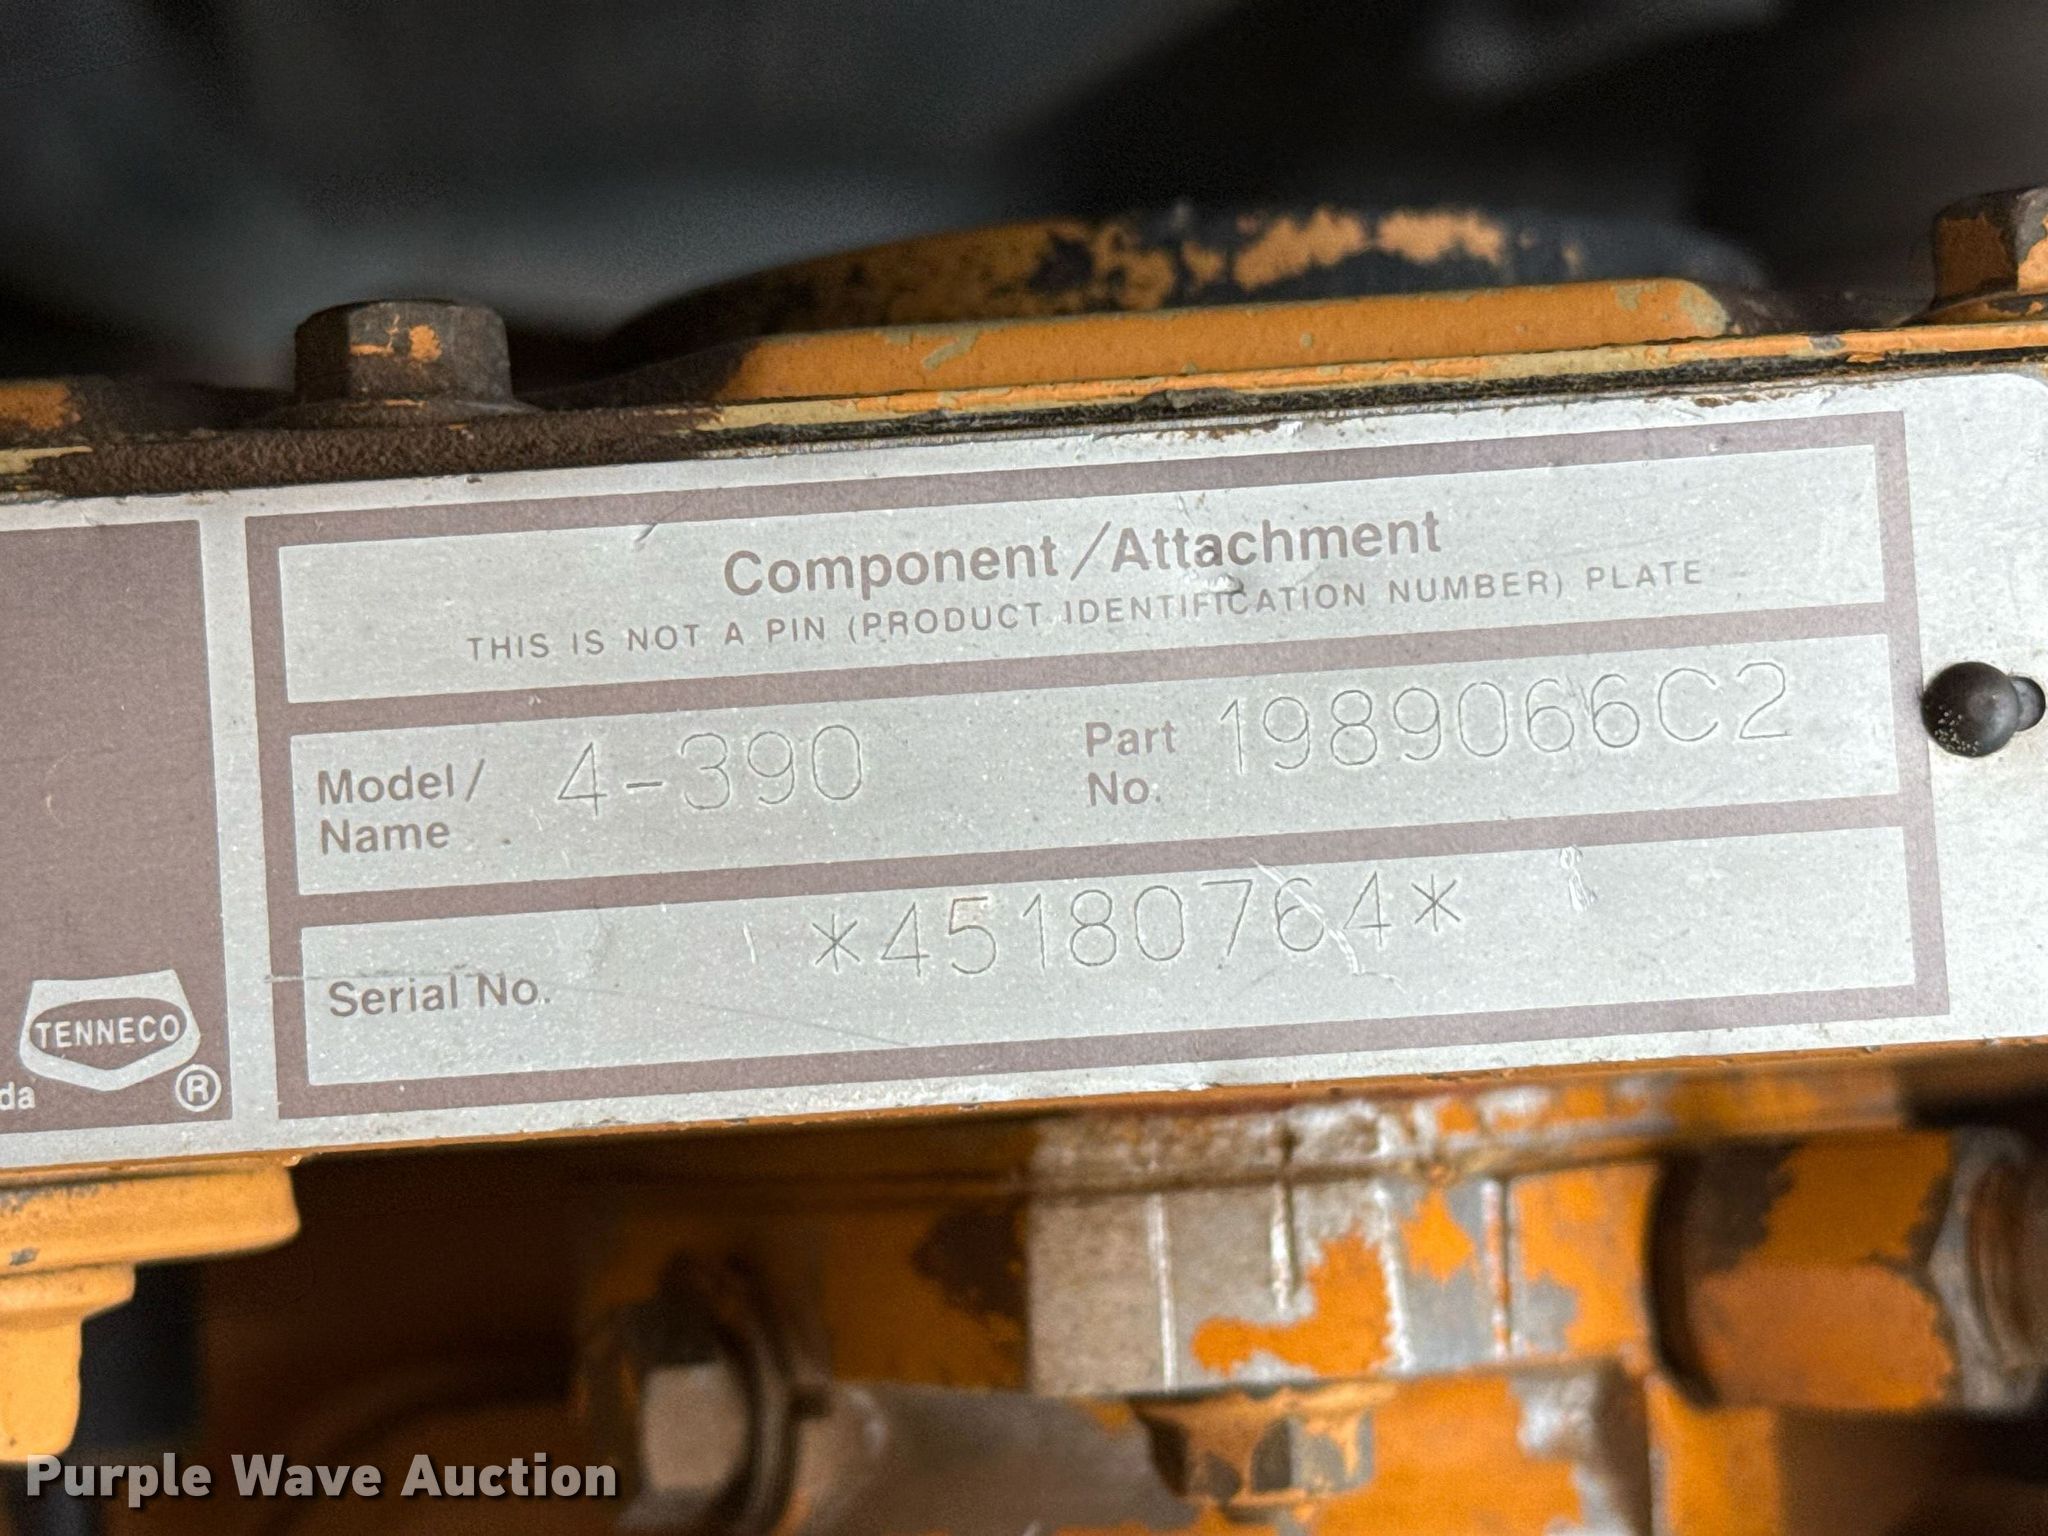 Component/Attachment
THIS IS NOT A PIN (PRODUCT IDENTIFICATION NUMBER) PLATE
Model/ Name 4-390 Part No. 1989066C2
Serial No. *45180764*
TENNECO
da ®
Purple Wave Auction